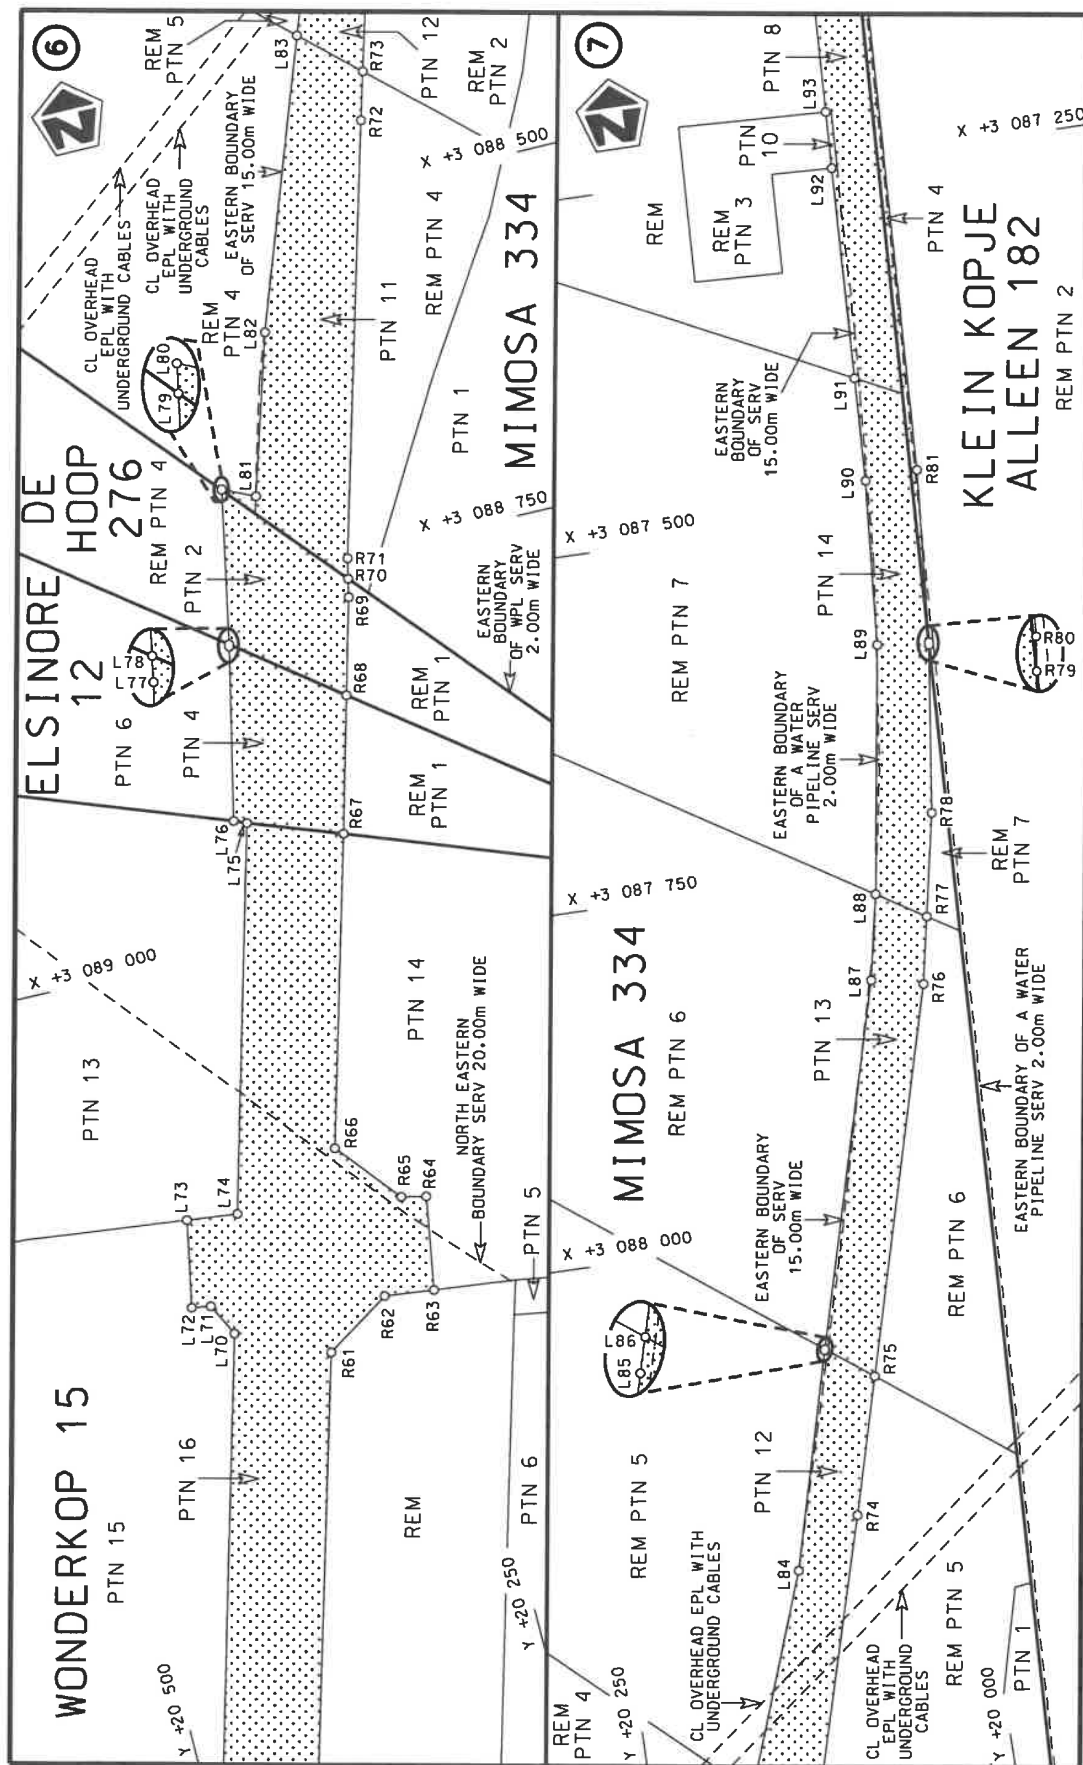 6
N
WONDERKOP 15
PTN 15
PTN 16
Y +20 500
L70
L71
L72
L73
L74
PTN 13
X +3 089 000
L75
L76
ELSINORE
12
PTN 6
PTN 4
L77
L78
DE
HOOP
276
REM PTN 4
PTN 2
L79
L80
L81
L82
CL OVERHEAD
EPL WITH
UNDERGROUND CABLES
CL OVERHEAD
EPL WITH
UNDERGROUND
CABLES
REM
PTN 4
EASTERN BOUNDARY
OF SERV 15.00m WIDE
REM
PTN 5
L83
R73
PTN 12
R72
REM
PTN 2
X +3 088 500
REM PTN 4
PTN 11
MIMOSA 334
PTN 1
X +3 088 750
R71
R70
R69
R68
EASTERN
BOUNDARY
OF WPL SERV
2.00m WIDE
REM
PTN 1
REM
PTN 1
R67
PTN 14
R66
R65
R64
NORTH EASTERN
BOUNDARY SERV 20.00m WIDE
PTN 5
R63
R62
R61
REM
PTN 6
Y +20 250
7
N
REM
PTN 4
Y +20 250
CL OVERHEAD EPL WITH
UNDERGROUND CABLES
REM PTN 5
L84
PTN 12
L85
L86
X +3 088 000
EASTERN BOUNDARY
OF SERV
15.00m WIDE
MIMOSA 334
REM PTN 6
PTN 13
L87
L88
X +3 087 750
EASTERN BOUNDARY
OF A WATER
PIPELINE SERV
2.00m WIDE
REM PTN 7
L89
PTN 14
L90
X +3 087 500
EASTERN
BOUNDARY
OF SERV
15.00m WIDE
L91
REM
REM
PTN 3
PTN
10
L92
L93
PTN 8
X +3 087 250
PTN 4
KLEIN KOPJE
ALLEEN 182
REM PTN 2
R81
R80
R79
R78
REM
PTN 7
R77
R76
EASTERN BOUNDARY OF A WATER
PIPELINE SERV 2.00m WIDE
REM PTN 6
R75
R74
CL OVERHEAD
EPL WITH
UNDERGROUND
CABLES
REM PTN 5
PTN 1
Y +20 000